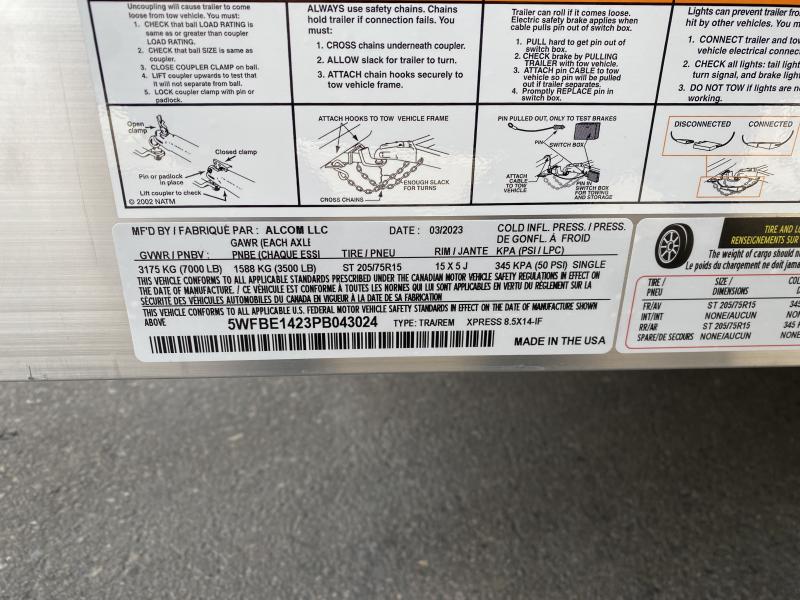 Uncoupling will cause trailer to come
loose from tow vehicle. You must:
1. CHECK that ball LOAD RATING is
same as or greater than coupler
LOAD RATING.
2. CHECK that ball SIZE is same as
coupler.
3. CLOSE COUPLER CLAMP on ball.
4. LIFT coupler upwards to test that
it will not separate from ball.
5. LOCK coupler clamp with pin or
padlock.
ALWAYS use safety chains. Chains
hold trailer if connection fails. You
must:
1. CROSS chains underneath coupler.
2. ALLOW slack for trailer to turn.
3. ATTACH chain hooks securely to
tow vehicle frame.
Trailer can roll if it comes loose.
Electric safety brake applies when
cable pulls pin out of switch box.
1. PULL hard to get pin out of
switch box.
2. CHECK brake by PULLING
TRAILER with tow vehicle.
3. ATTACH pin CABLE to tow
vehicle so pin will be pulled
out if trailer separates.
4. Promptly REPLACE pin in
switch box.
Lights can prevent trailer from
hit by other vehicles. You m
1. CONNECT trailer and tow
vehicle electrical connec
2. CHECK all lights: tail light
turn signal, and brake lights
3. DO NOT TOW if lights are no
working.
Open
clamp
Closed clamp
Pin or padlock
in place
Lift coupler to check
© 2002 NATM
ATTACH HOOKS TO TOW VEHICLE FRAME
ENOUGH SLACK
FOR TURNS
CROSS CHAINS
PIN PULLED OUT, ONLY TO TEST BRAKES
PIN
SWITCH BOX
ATTACH
CABLE TO
TOW
VEHICLE
PIN IN
SWITCH BOX
FOR TOWING
AND STORAGE
DISCONNECTED
CONNECTED
MF'D BY / FABRIQUÉ PAR : ALCOM LLC DATE : 03/2023 COLD INFL. PRESS. / PRESS.
DE GONFL. À FROID
GAWR (EACH AXLE
GVWR / PNBV : PNBE (CHAQUE ESSI TIRE / PNEU RIM / JANTE KPA (PSI / LPC)
3175 KG (7000 LB) 1588 KG (3500 LB) ST 205/75R15 15 X 5 J 345 KPA (50 PSI) SINGLE
THIS VEHICLE CONFORMS TO ALL APPLICABLE STANDARDS PRESCRIBED UNDER THE CANADIAN MOTOR VEHICLE SAFETY REGULATIONS IN EFFECT ON
THE DATE OF MANUFACTURE. / CE VÉHICULE EST CONFORME À TOUTES LES NORMES QUI LUI SONT APPLICABLES EN VERTU DU RÈGLEMENT SUR LA
SÉCURITÉ DES VÉHICULES AUTOMOBILES DU CANADA EN VIGUEUR À LA DATE DE SA FABRICATION
THIS VEHICLE CONFORMS TO ALL APPLICABLE U.S. FEDERAL MOTOR VEHICLE SAFETY STANDARDS IN EFFECT ON THE DATE OF MANUFACTURE SHOWN
ABOVE 5WFBE1423PB043024 TYPE: TRA/REM XPRESS 8.5X14-IF
MADE IN THE USA
TIRE AND LO
RENSEIGNEMENTS SUR
The weight of cargo should n
Le poids du chargement ne doit jama
TIRE / PNEU SIZE / DIMENSIONS COL
FR/AV ST 205/75R15 345
INT/INT NONE/AUCUN NON
RR/AR ST 205/75R15 345
SPARE/DE SECOURS NONE/AUCUN NONE